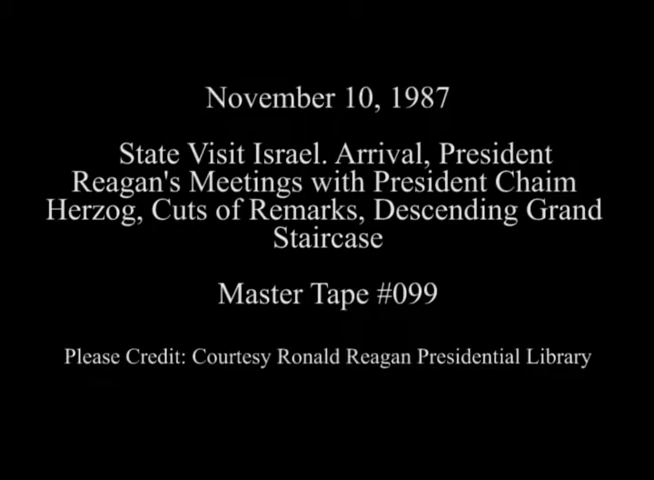 November 10, 1987
State Visit Israel. Arrival, President
Reagan's Meetings with President Chaim
Herzog, Cuts of Remarks, Descending Grand
Staircase
Master Tape #099
Please Credit: Courtesy Ronald Reagan Presidential Library